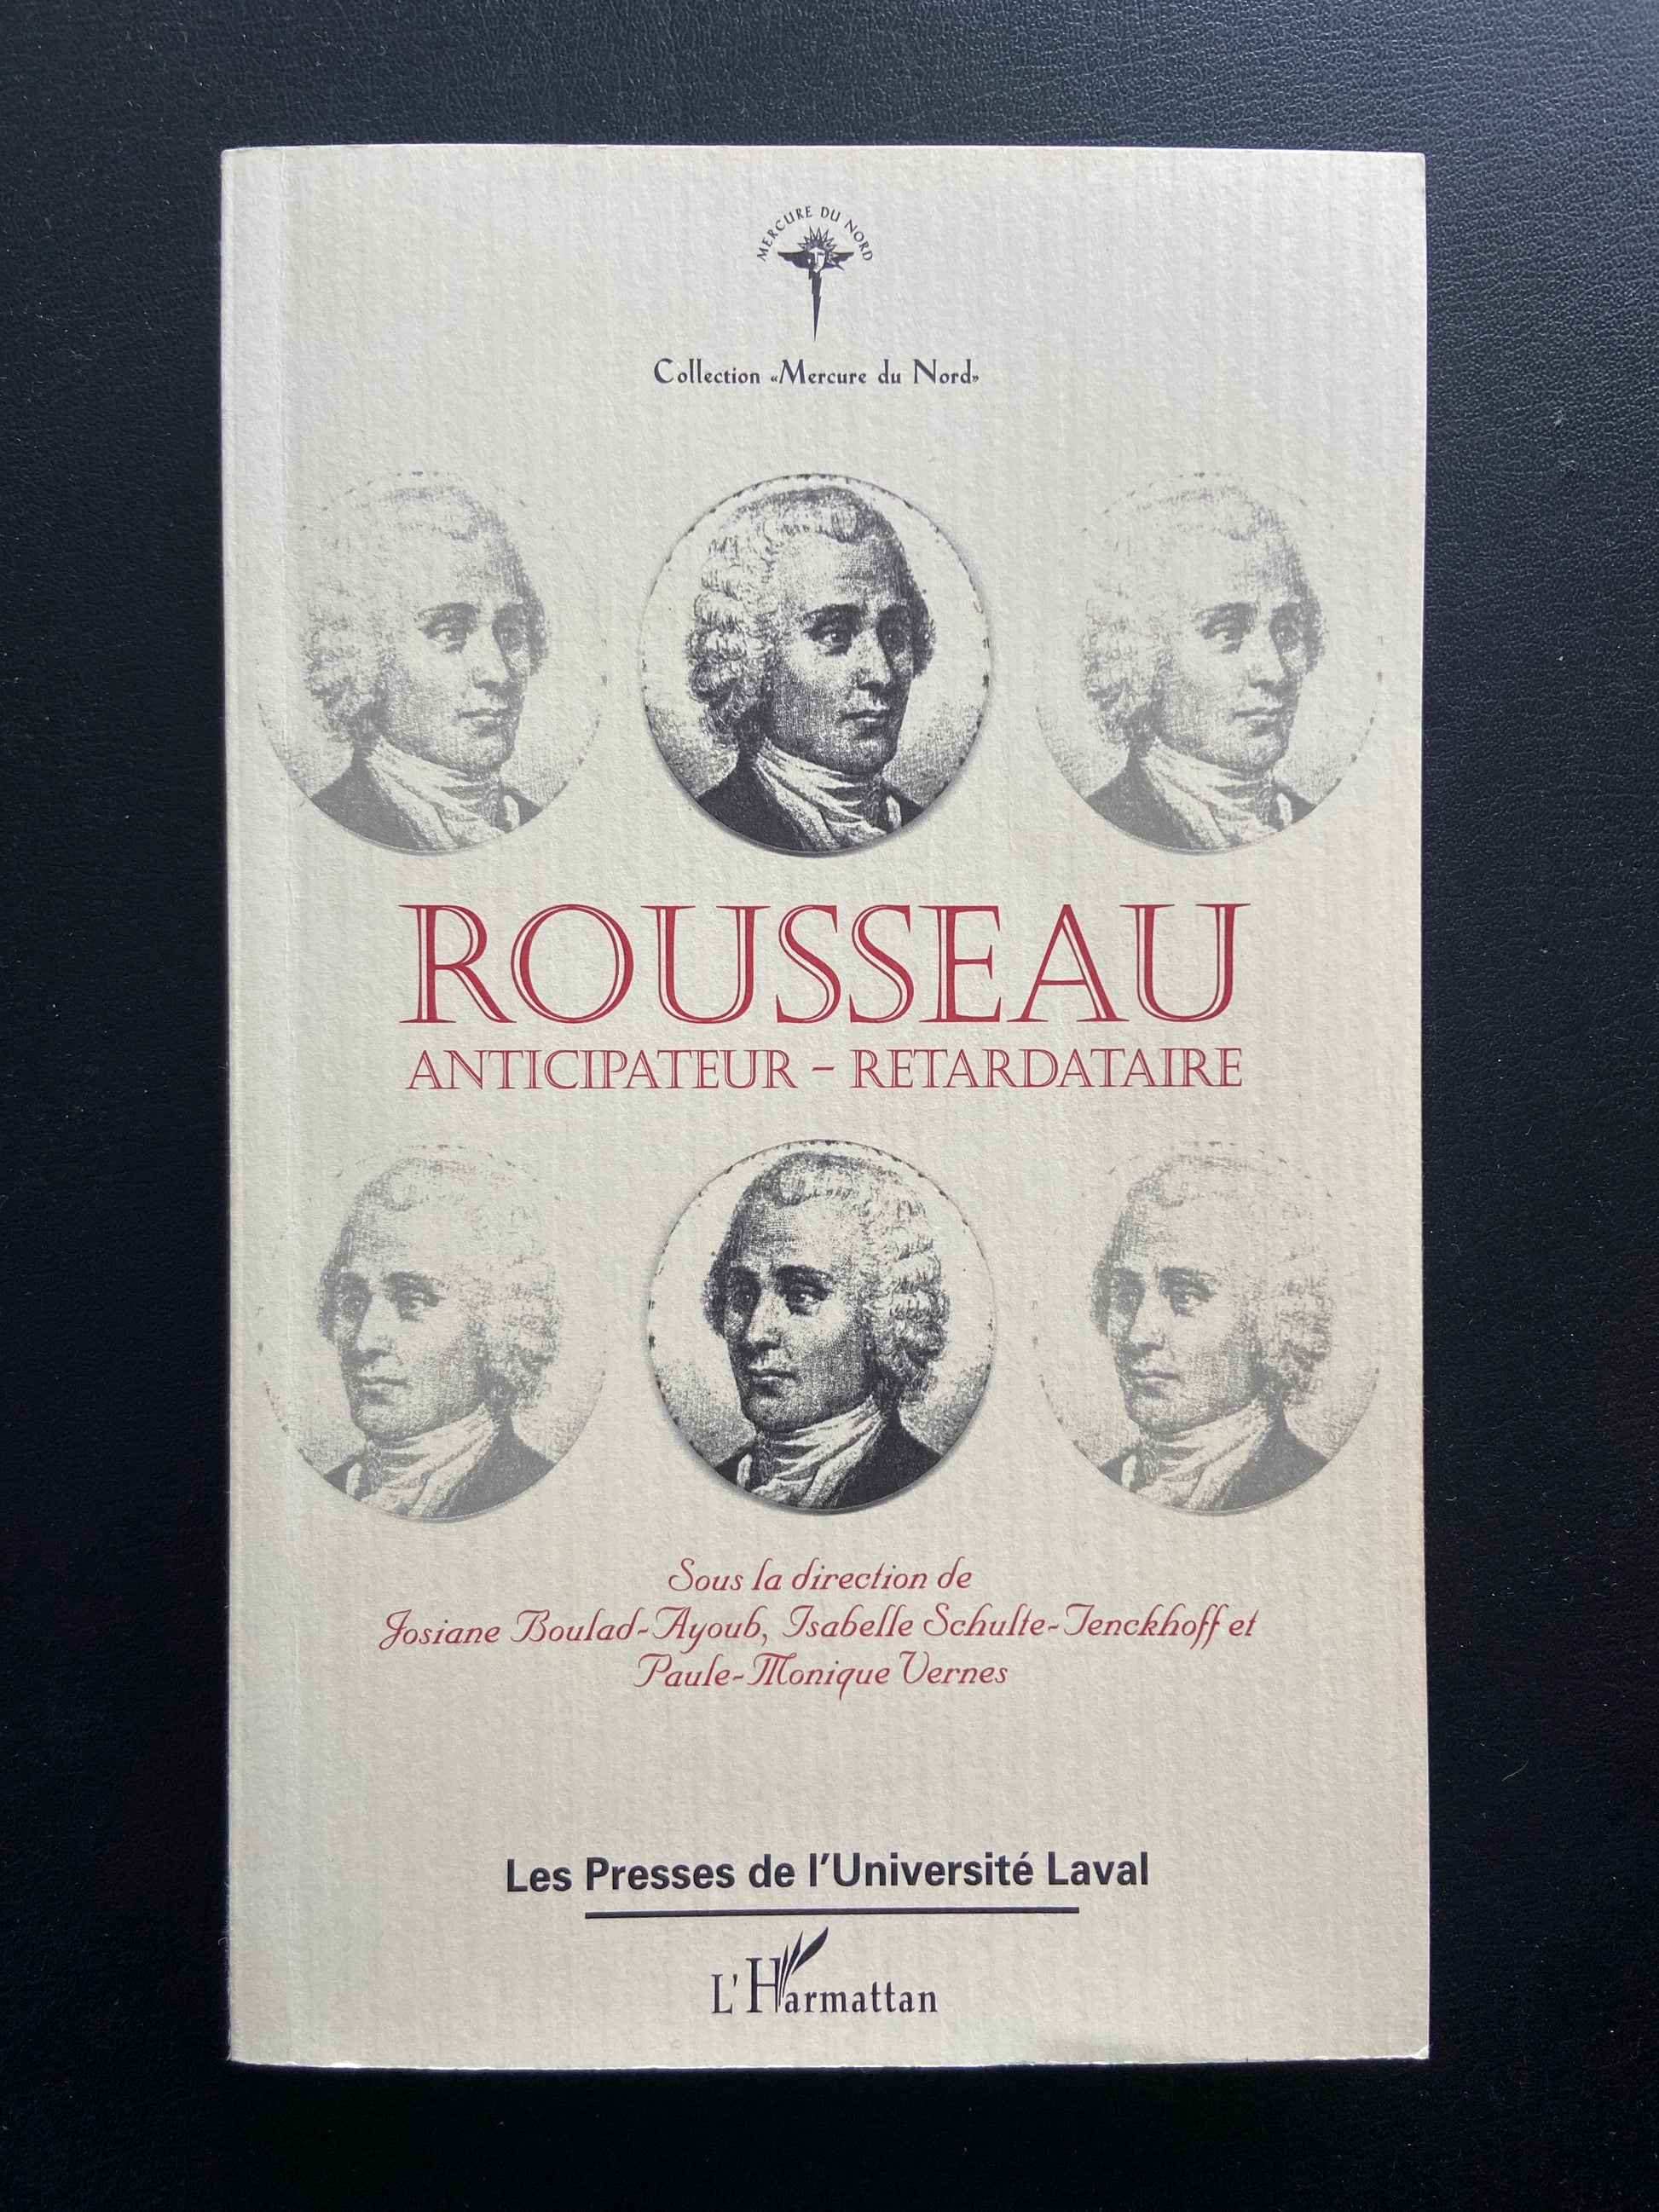 MERCURE DU NORD
Collection «Mercure du Nord»
ROUSSEAU
ANTICIPATEUR – RETARDATAIRE
Sous la direction de
Josiane Boulad-Ayoub, Isabelle Schulte-Tenckhoff et
Paule-Monique Vernes
Les Presses de l'Université Laval
L'Harmattan